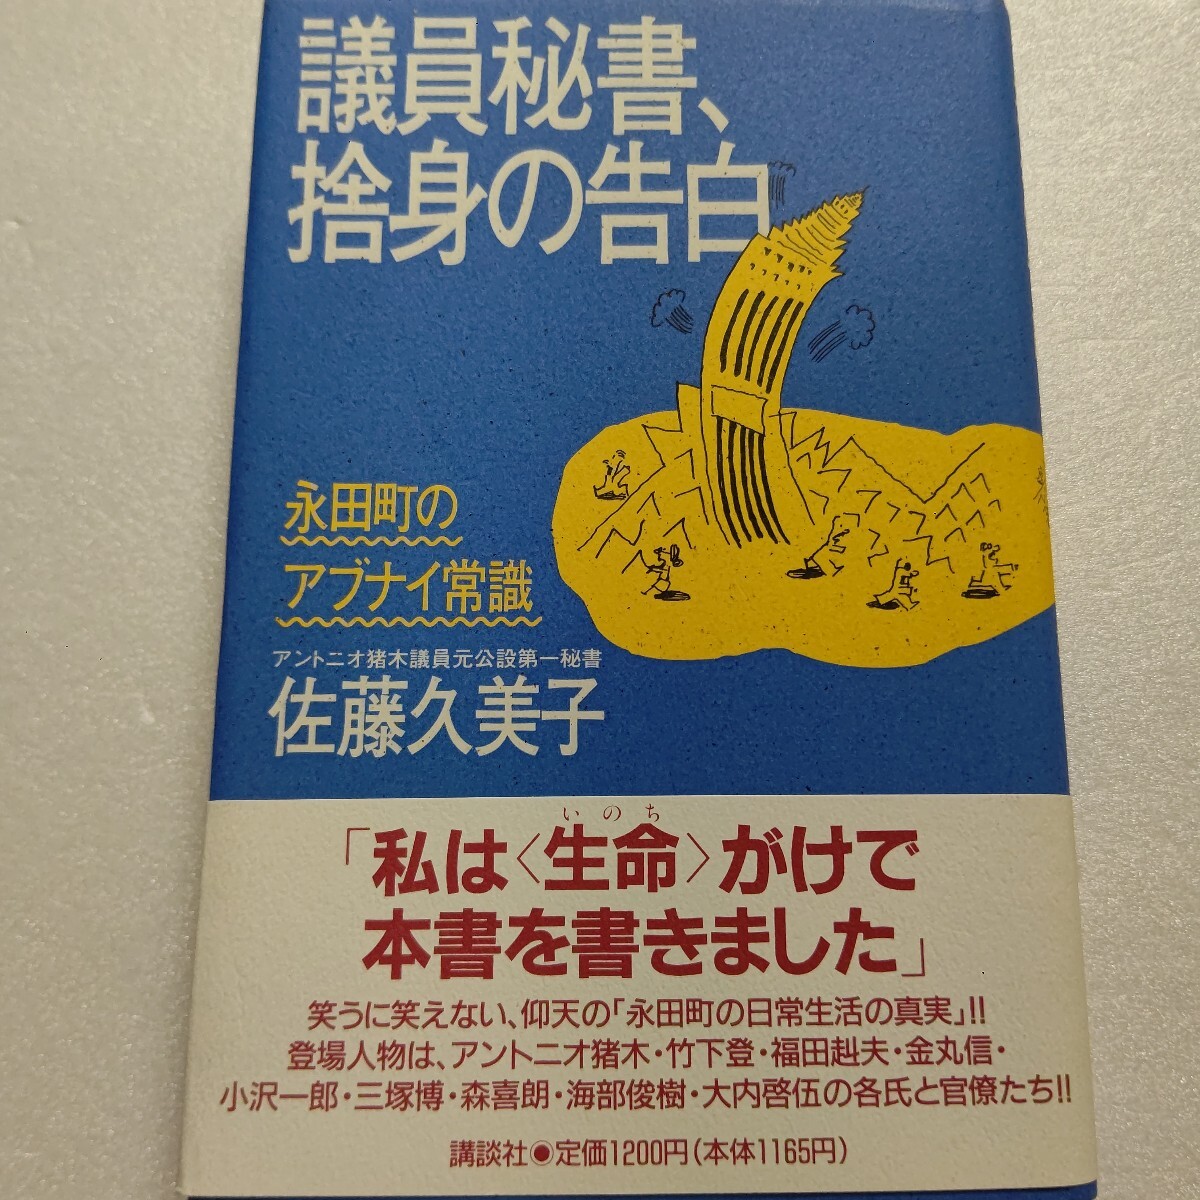 議員秘書、
捨身の告白
永田町の
アブナイ常識
アントニオ猪木議員元公設第一秘書
佐藤久美子
いのち
「私は〈生命〉がけで
本書を書きました」
笑うに笑えない、仰天の「永田町の日常生活の真実」!!
登場人物は、アントニオ猪木・竹下登・福田赳夫・金丸信・
小沢一郎・三塚博・森喜朗・海部俊樹・大内啓伍の各氏と官僚たち!!
講談社◉定価1200円(本体1165円)